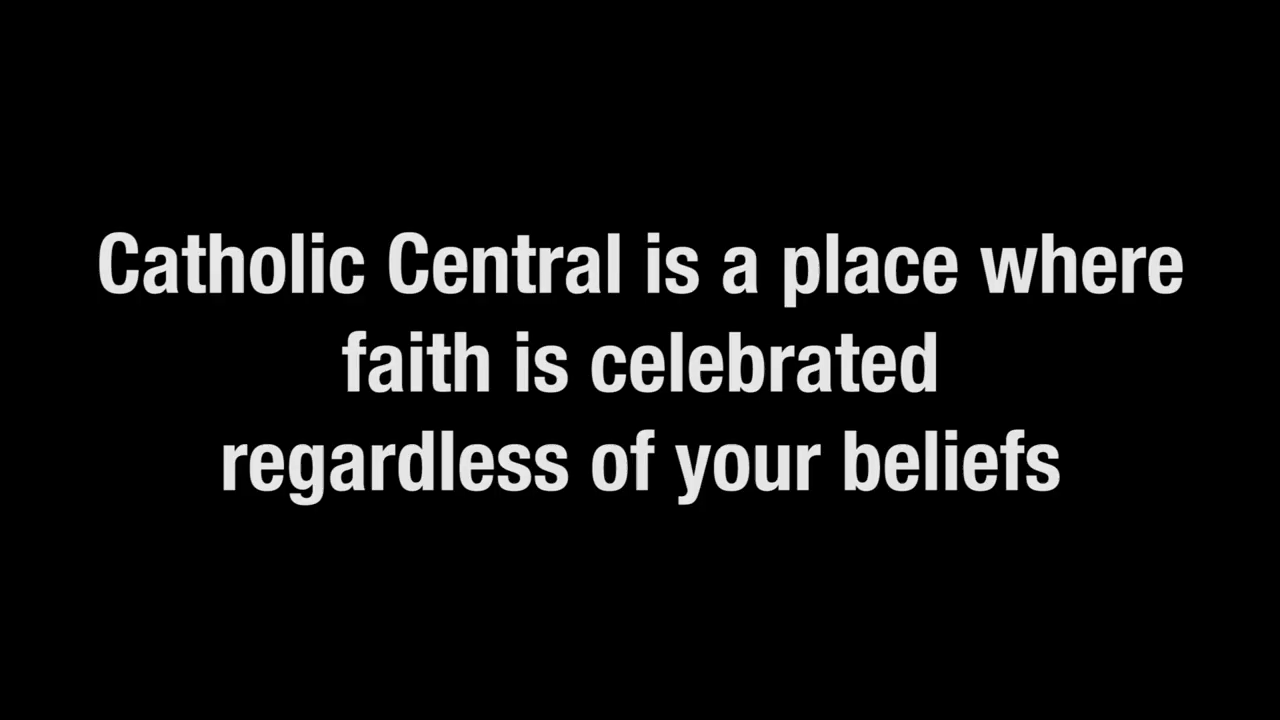 Catholic Central is a place where
faith is celebrated
regardless of your beliefs